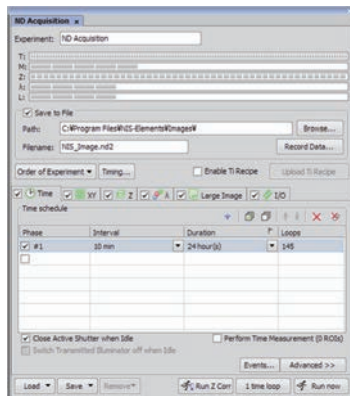 ND Acquisition x
Experiment: ND Acquisition
T:
M:
Z:
λ:
L:
Save to File
Path: C:₩Program Files₩NIS-Elements₩Images₩ Browse...
Filename: NIS_Image.nd2 Record Data...
Order of Experiment Timing... Enable Ti Recipe Upload Ti Recipe
Time XY Z λ Large Image I/O
Time schedule
Phase Interval Duration Loops
#1 10 min 24 hour(s) 145
Close Active Shutter when Idle Perform Time Measurement (0 ROIs)
Switch Transmitted Illuminator off when Idle
Events... Advanced >>
Load Save Remove Run Z Corr 1 time loop Run now